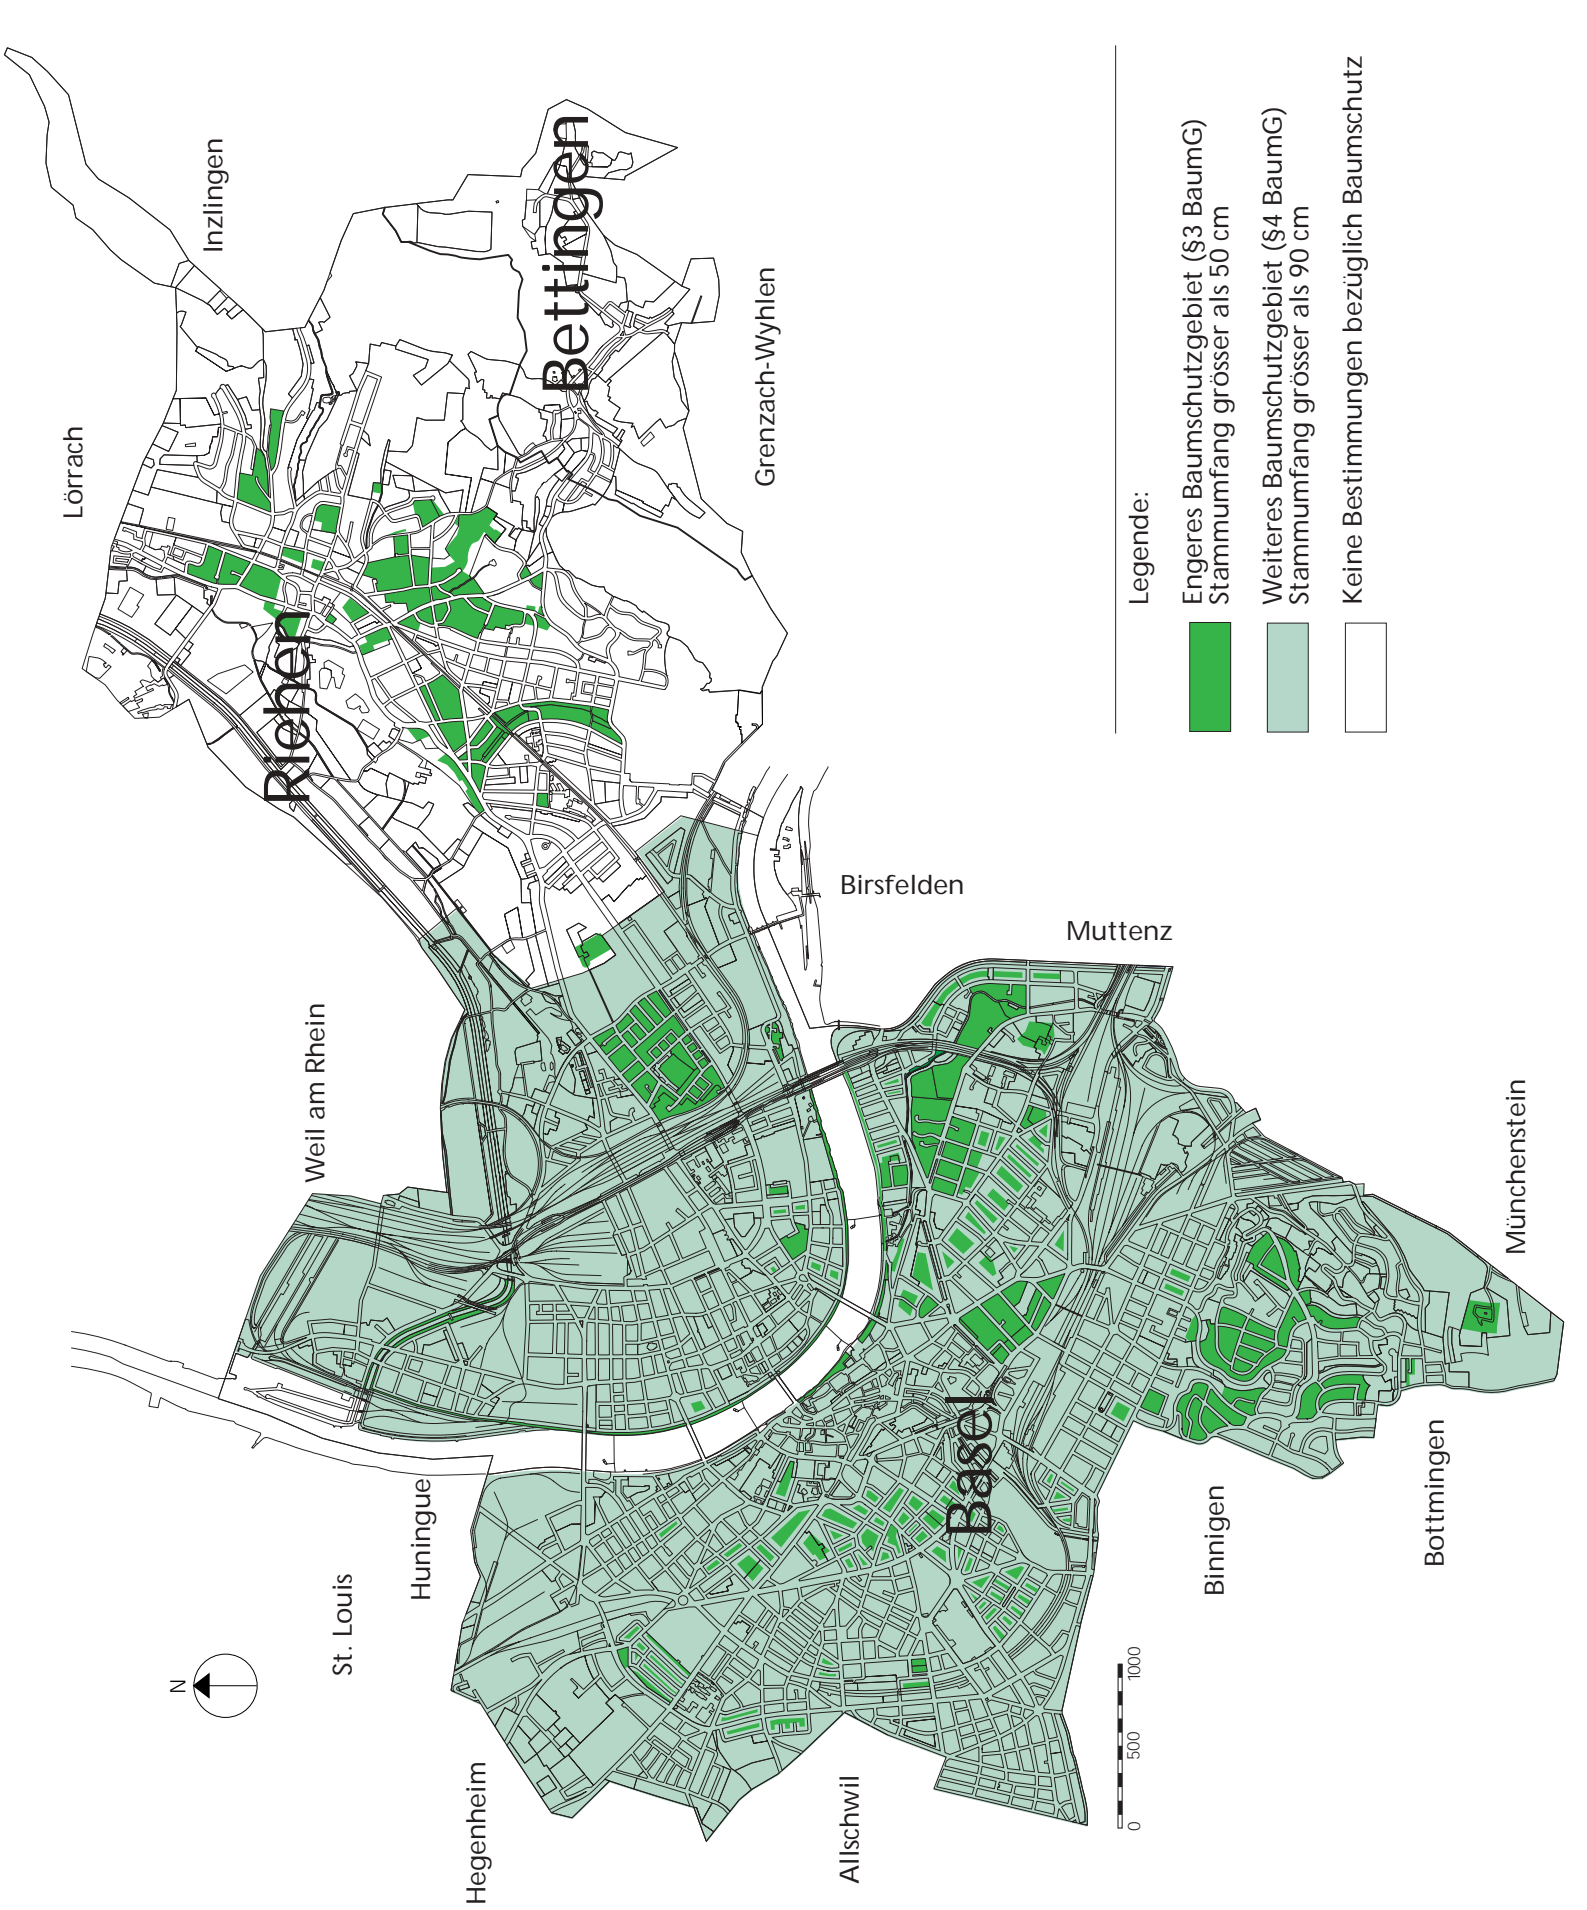 Inzlingen
Lörrach
Riehen
Bettingen
Grenzach-Wyhlen
Weil am Rhein
Birsfelden
Muttenz
Huningue
St. Louis
Basel
Münchenstein
Hegenheim
Allschwil
Binnigen
Bottmingen
N
0 500 1000
Legende:
Engeres Baumschutzgebiet (§3 BaumG)
Stammumfang grösser als 50 cm
Weiteres Baumschutzgebiet (§4 BaumG)
Stammumfang grösser als 90 cm
Keine Bestimmungen bezüglich Baumschutz